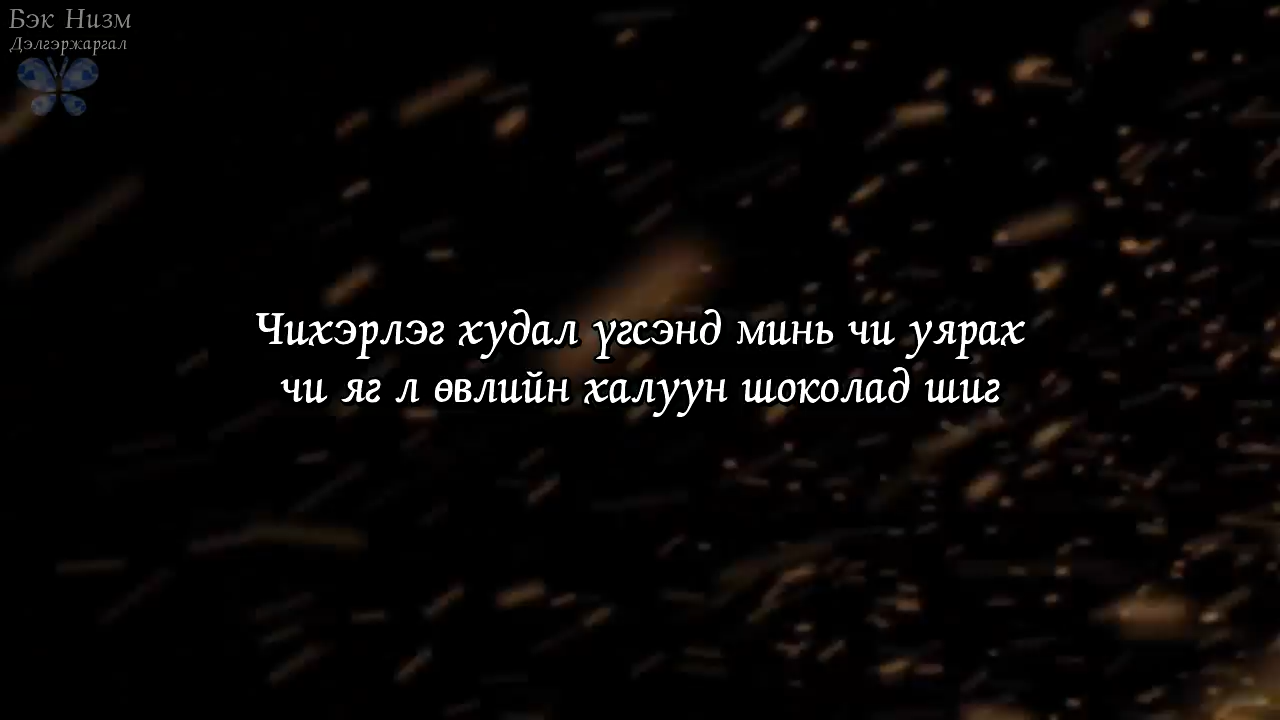 Бэк Низм
Дэлгэржаргал
Чихэрлэг худал үгсэнд минь чи уярах
чи яг л өвлийн халуун шоколад шиг